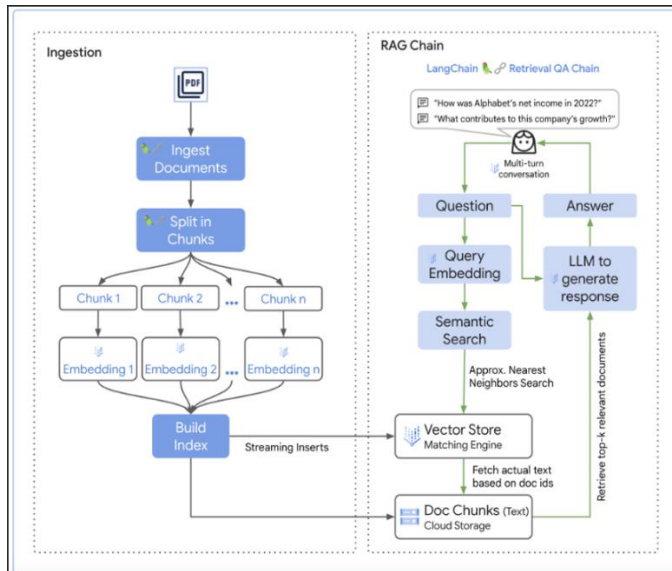 Ingestion
PDF
Ingest
Documents
Split in
Chunks
Chunk 1
Chunk 2
...
Chunk n
Embedding 1
Embedding 2
...
Embedding n
Build
Index
Streaming Inserts
RAG Chain
LangChain
Retrieval QA Chain
"How was Alphabet's net income in 2022?"
"What contributes to this company's growth?"
Multi-turn
conversation
Question
Answer
Query
Embedding
LLM to
generate
response
Semantic
Search
Approx. Nearest
Neighbors Search
Vector Store
Matching Engine
Fetch actual text
based on doc ids
Doc Chunks (Text)
Cloud Storage
Retrieve top-k relevant documents